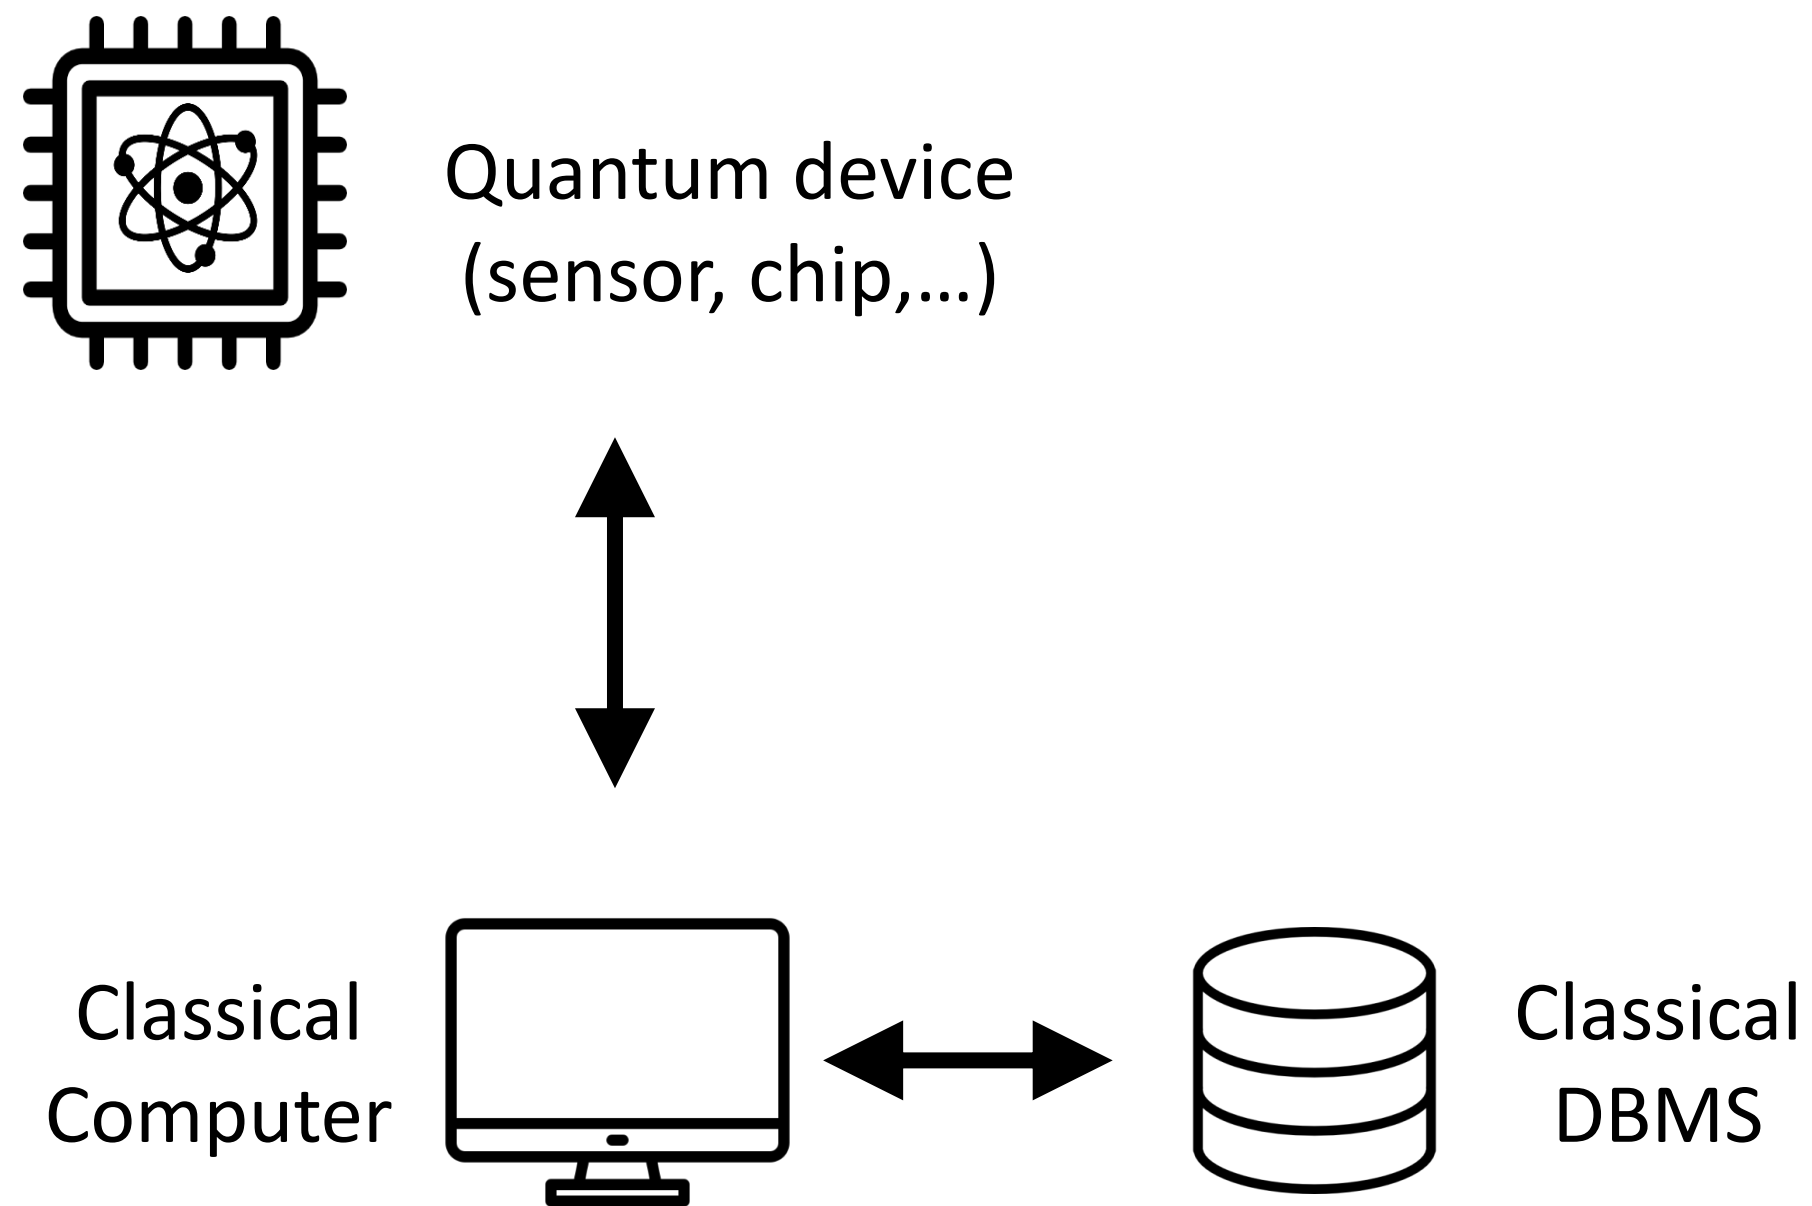 Quantum device
(sensor, chip,...)
Classical
Computer
Classical
DBMS